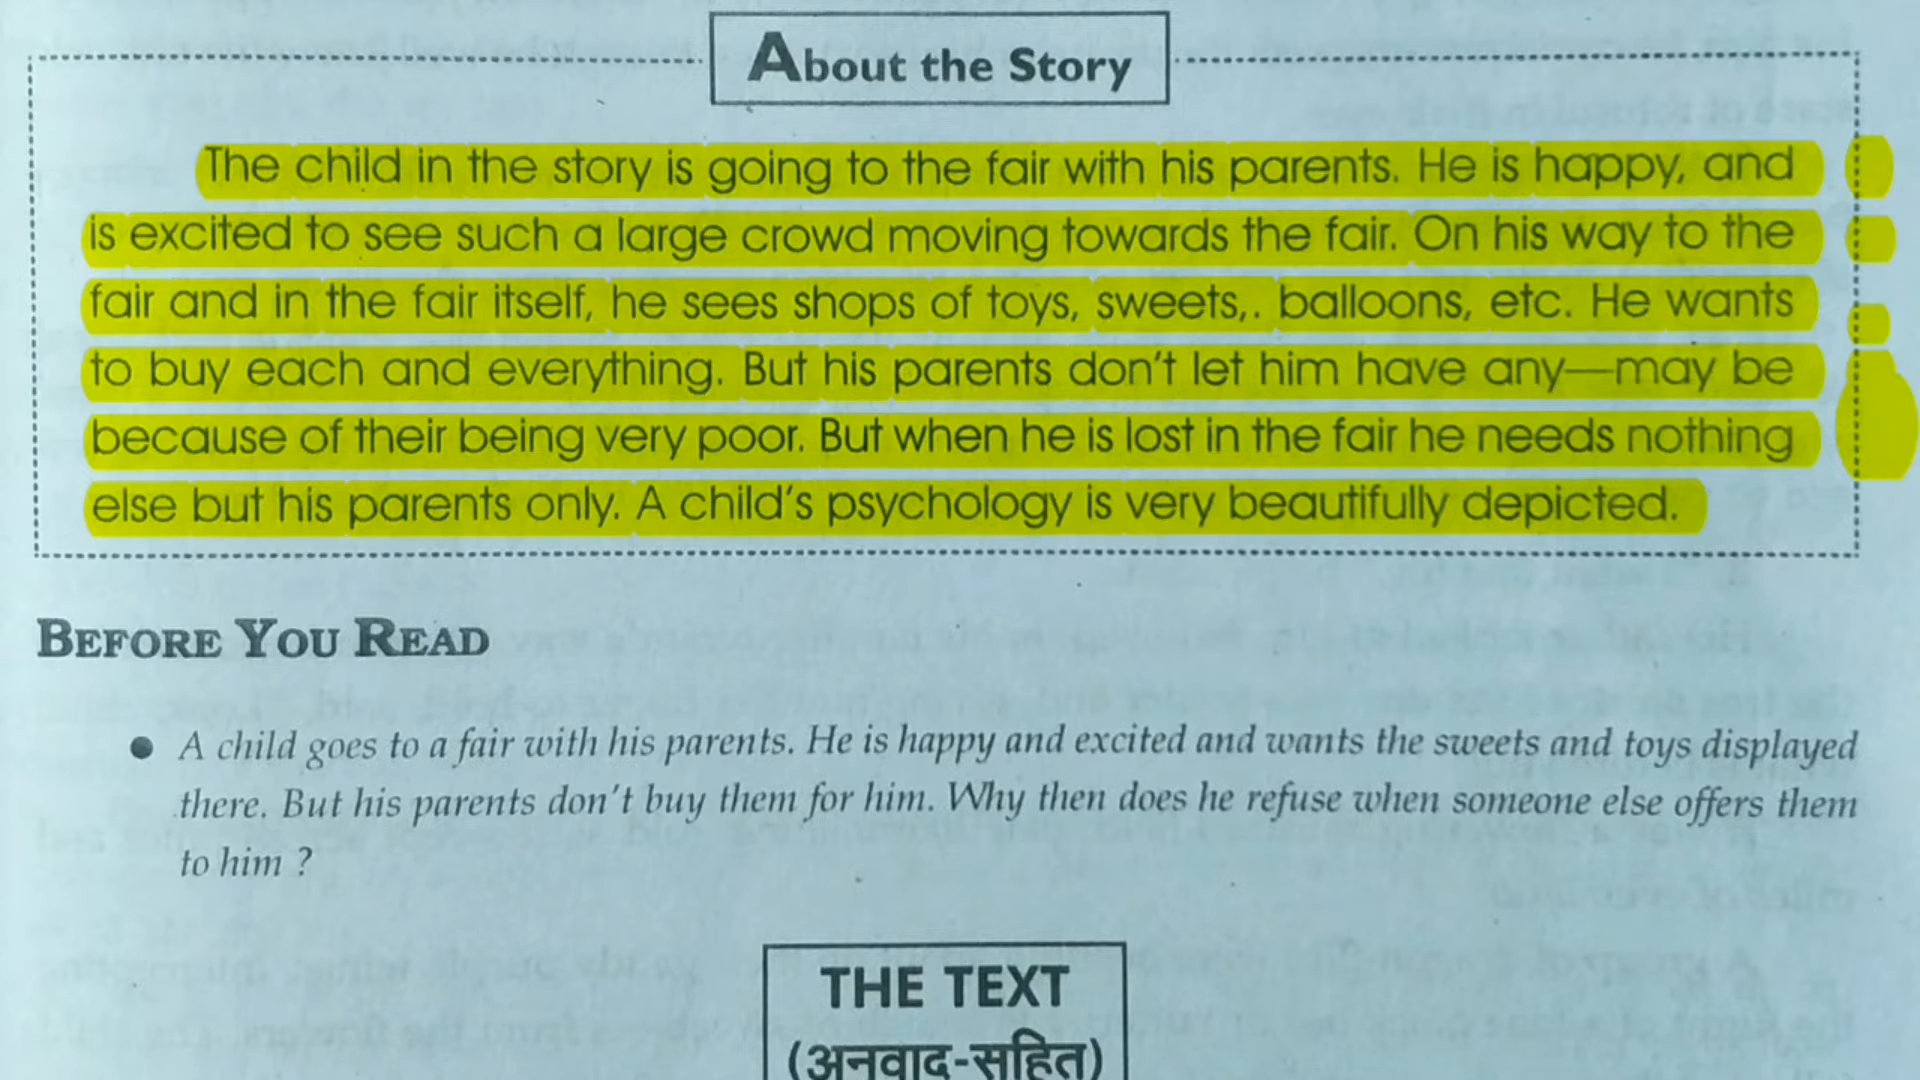 About the Story
The child in the story is going to the fair with his parents. He is happy, and
is excited to see such a large crowd moving towards the fair. On his way to the
fair and in the fair itself, he sees shops of toys, sweets,. balloons, etc. He wants
to buy each and everything. But his parents don't let him have any—may be
because of their being very poor. But when he is lost in the fair he needs nothing
else but his parents only. A child's psychology is very beautifully depicted.
BEFORE YOU READ
● A child goes to a fair with his parents. He is happy and excited and wants the sweets and toys displayed
there. But his parents don't buy them for him. Why then does he refuse when someone else offers them
to him ?
THE TEXT
(अनुवाद-सहित)